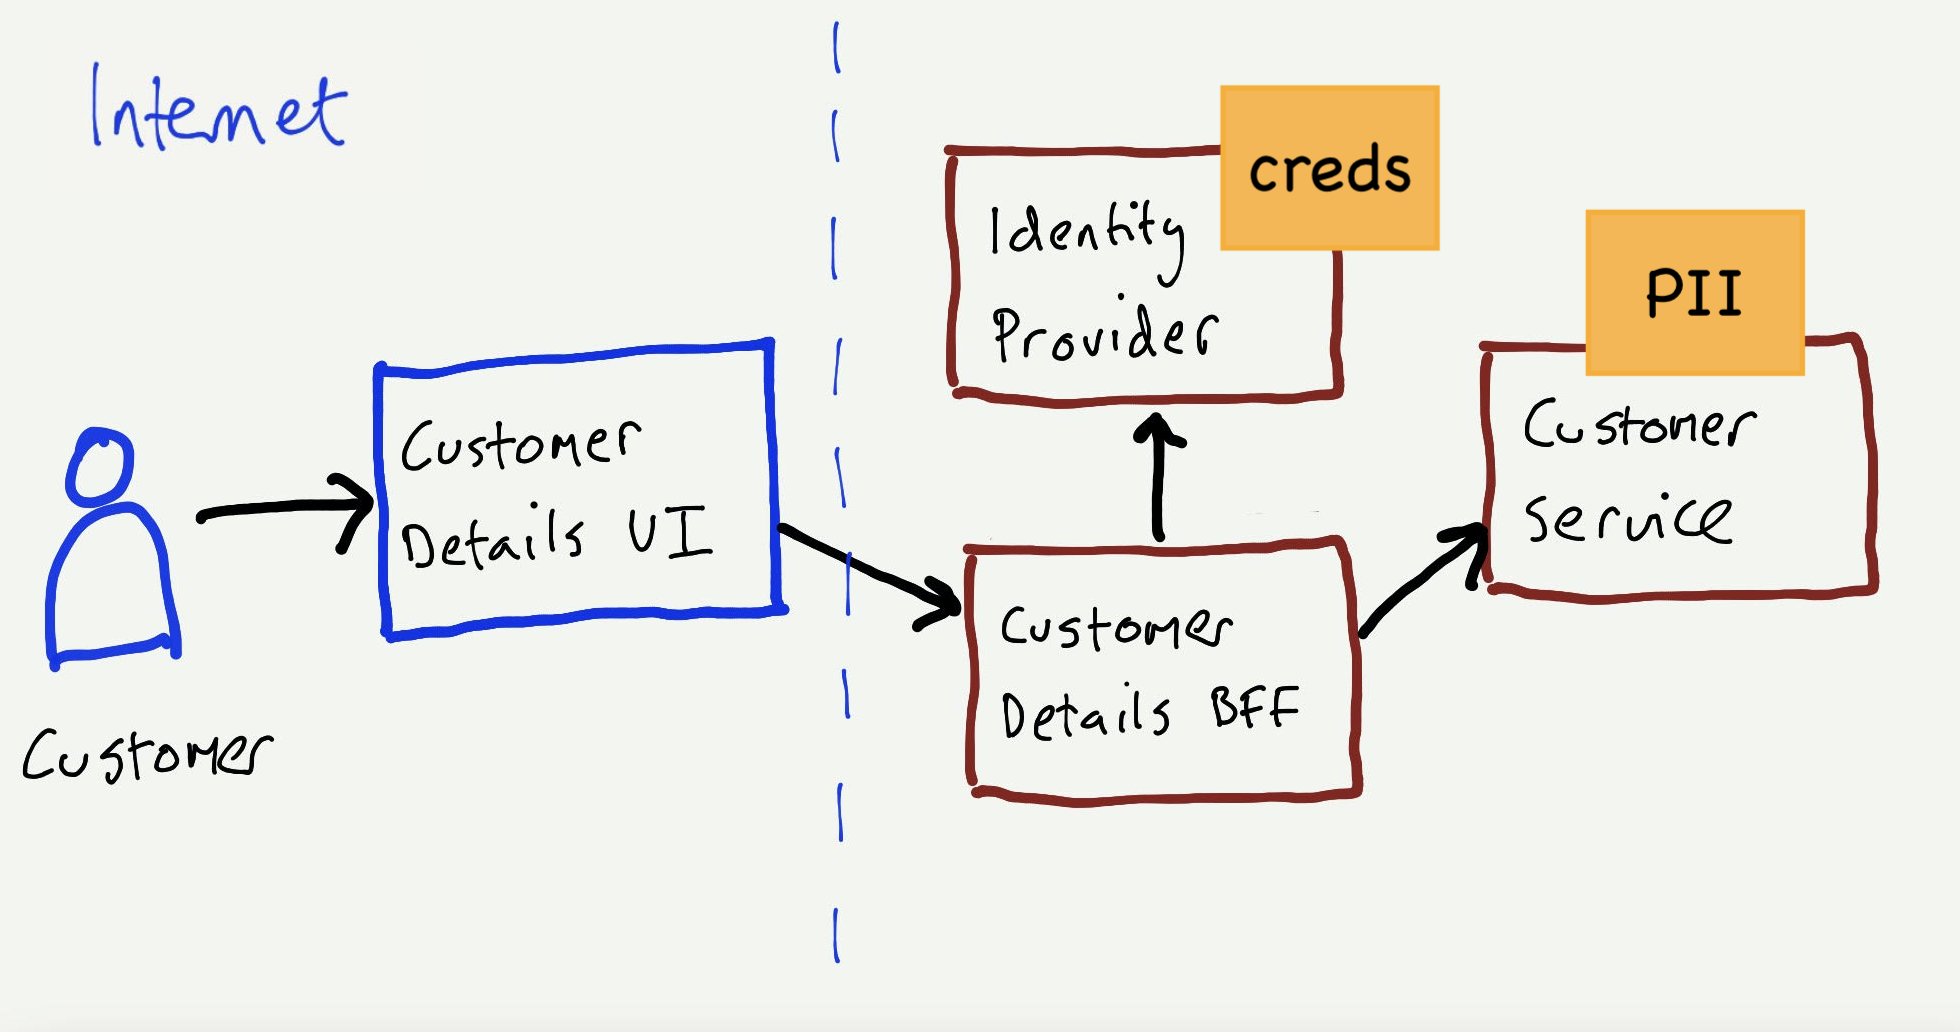 Internet
creds
Identity
Provider
PII
Customer
Service
Customer
Details UI
Customer
Details BFF
Customer